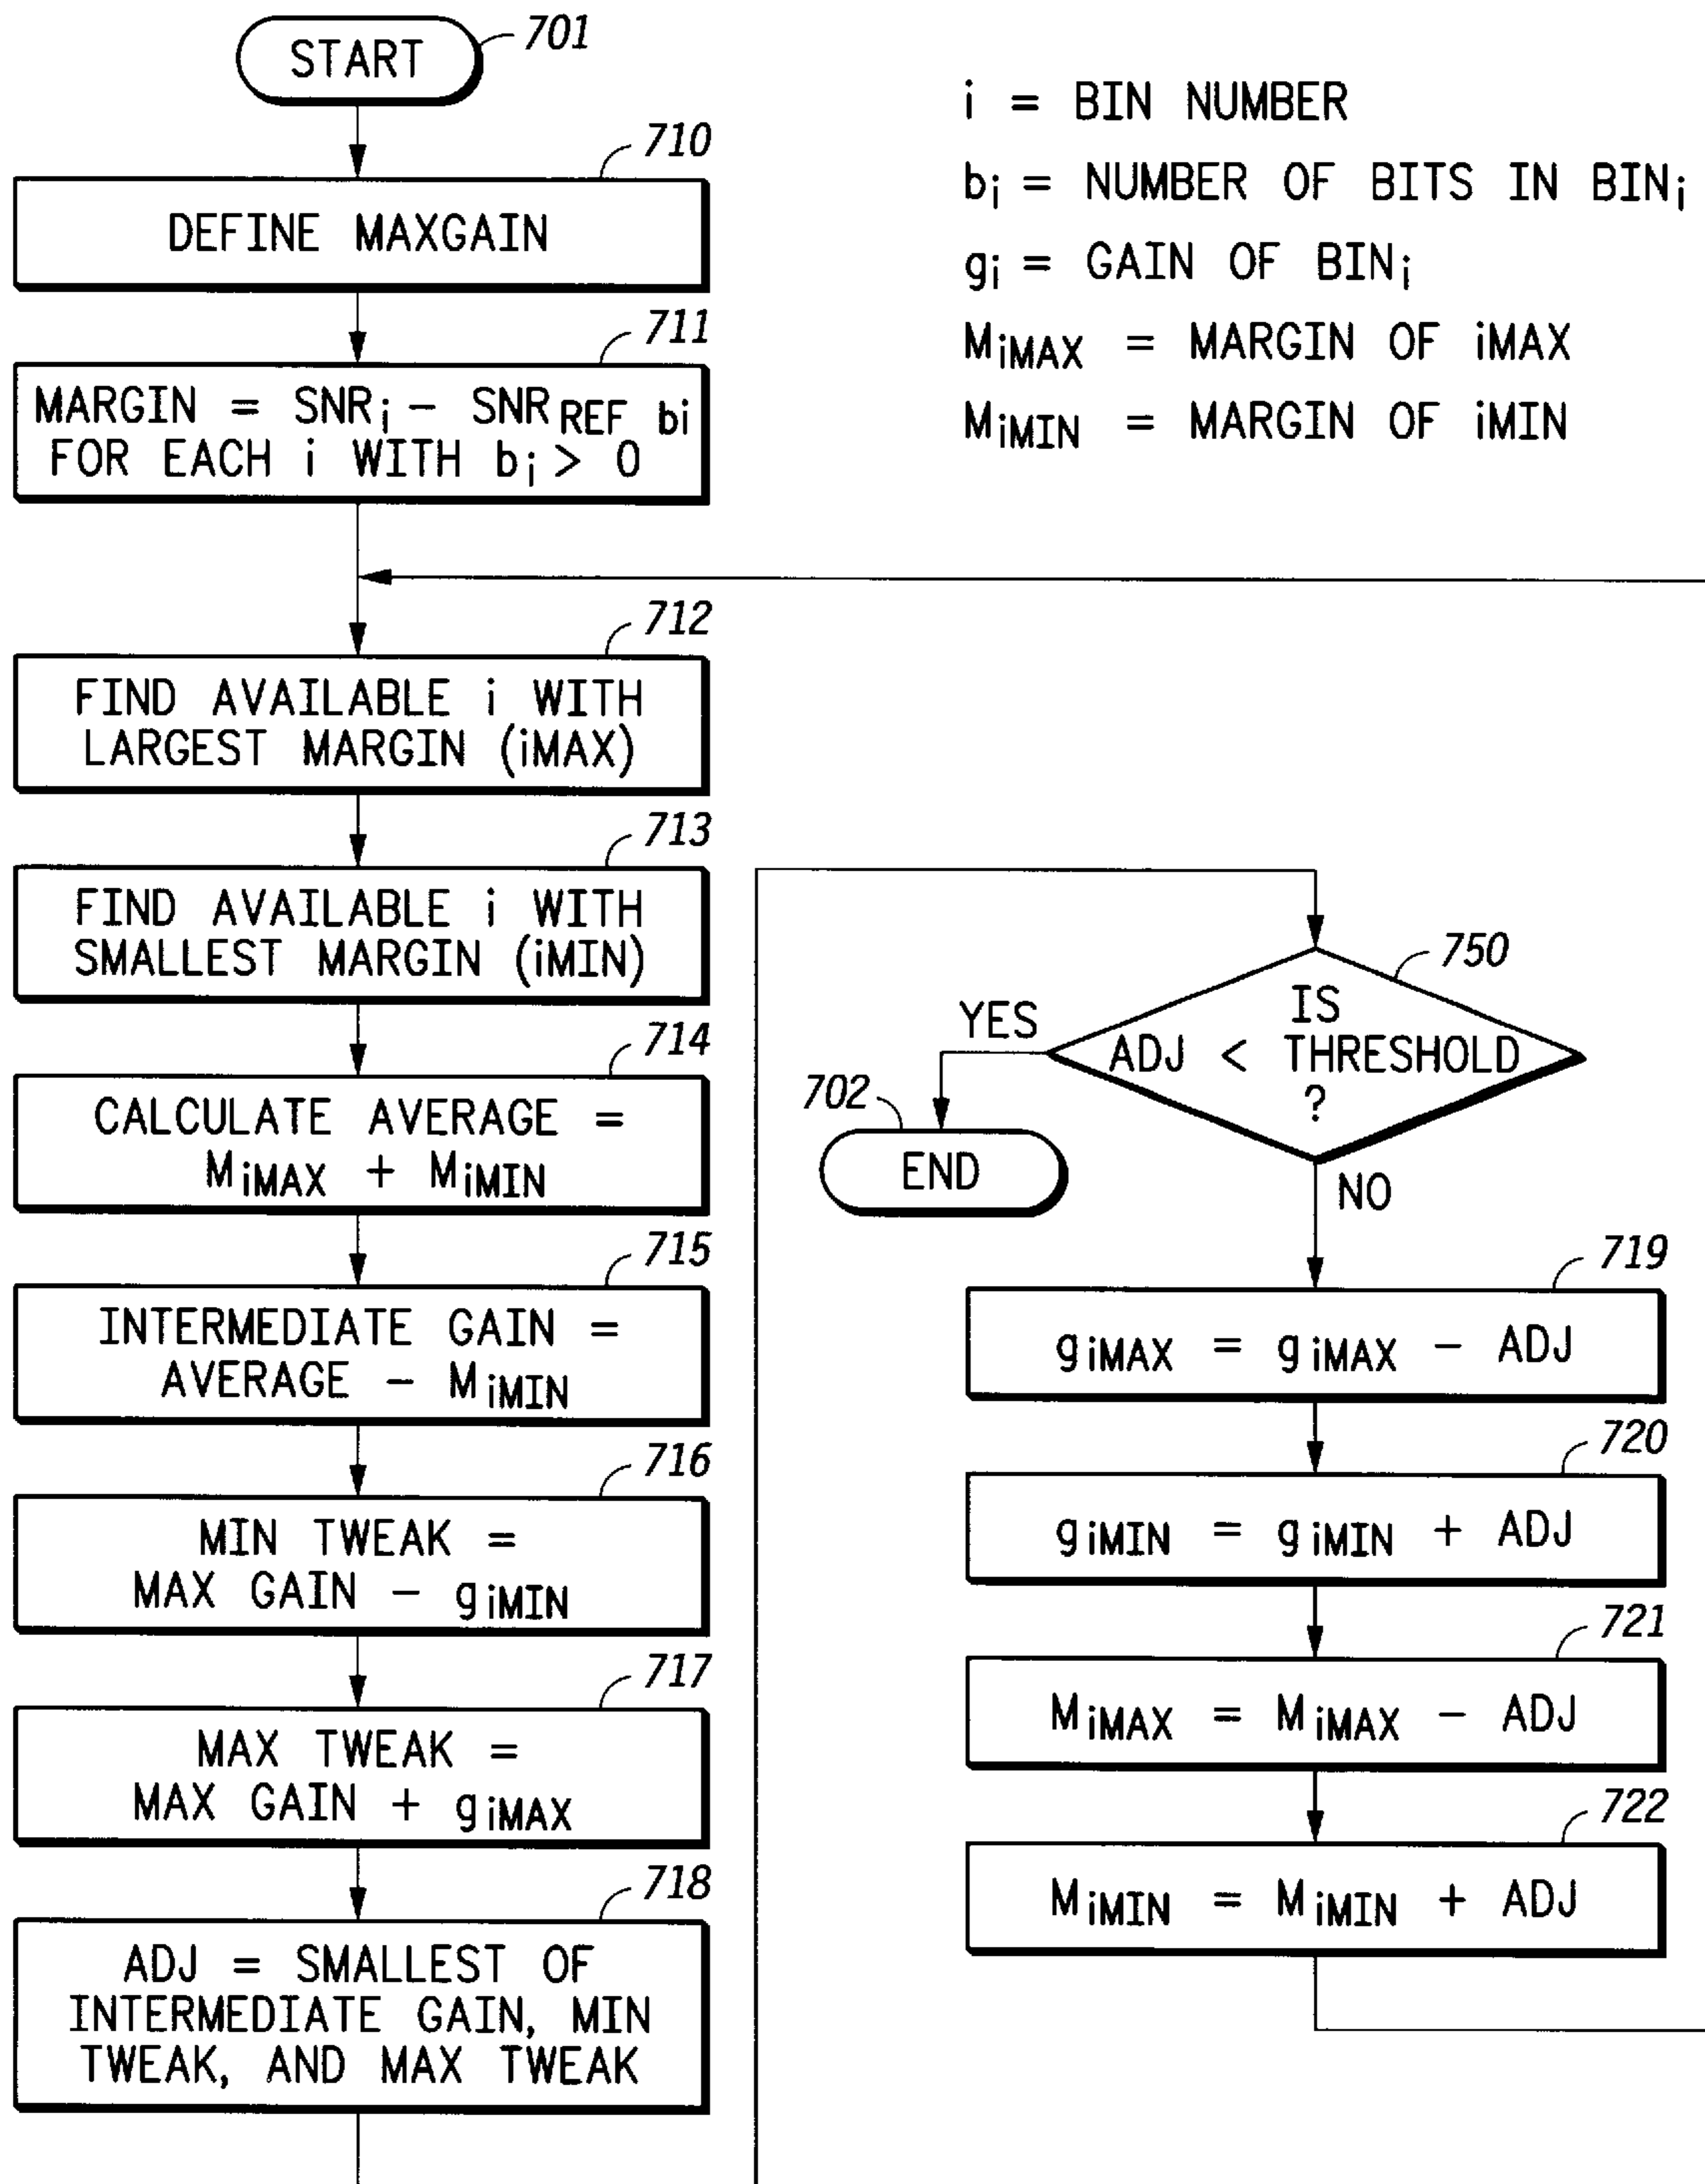 START
701
710
DEFINE MAXGAIN
711
MARGIN = SNRi – SNRREF bi
FOR EACH i WITH bi > 0
712
FIND AVAILABLE i WITH
LARGEST MARGIN (iMAX)
713
FIND AVAILABLE i WITH
SMALLEST MARGIN (iMIN)
714
CALCULATE AVERAGE =
MiMAX + MiMIN
715
INTERMEDIATE GAIN =
AVERAGE – MiMIN
716
MIN TWEAK =
MAX GAIN – giMIN
717
MAX TWEAK =
MAX GAIN + giMAX
718
ADJ = SMALLEST OF
INTERMEDIATE GAIN, MIN
TWEAK, AND MAX TWEAK
i = BIN NUMBER
bi = NUMBER OF BITS IN BINi
gi = GAIN OF BINi
MiMAX = MARGIN OF iMAX
MiMIN = MARGIN OF iMIN
750
IS
ADJ < THRESHOLD
?
YES
702
END
NO
719
giMAX = giMAX – ADJ
720
giMIN = giMIN + ADJ
721
MiMAX = MiMAX – ADJ
722
MiMIN = MiMIN + ADJ